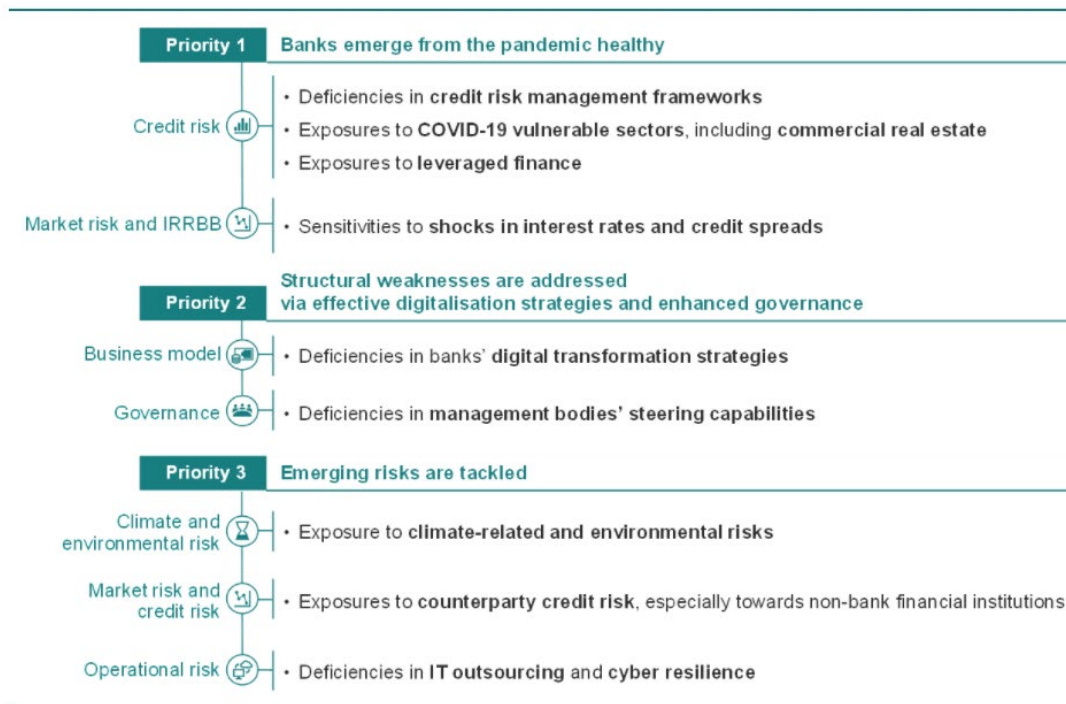 Priority 1
Banks emerge from the pandemic healthy
Credit risk
• Deficiencies in credit risk management frameworks
• Exposures to COVID-19 vulnerable sectors, including commercial real estate
• Exposures to leveraged finance
Market risk and IRRBB
• Sensitivities to shocks in interest rates and credit spreads
Priority 2
Structural weaknesses are addressed
via effective digitalisation strategies and enhanced governance
Business model
• Deficiencies in banks' digital transformation strategies
Governance
• Deficiencies in management bodies' steering capabilities
Priority 3
Emerging risks are tackled
Climate and
environmental risk
• Exposure to climate-related and environmental risks
Market risk and
credit risk
• Exposures to counterparty credit risk, especially towards non-bank financial institutions
Operational risk
• Deficiencies in IT outsourcing and cyber resilience